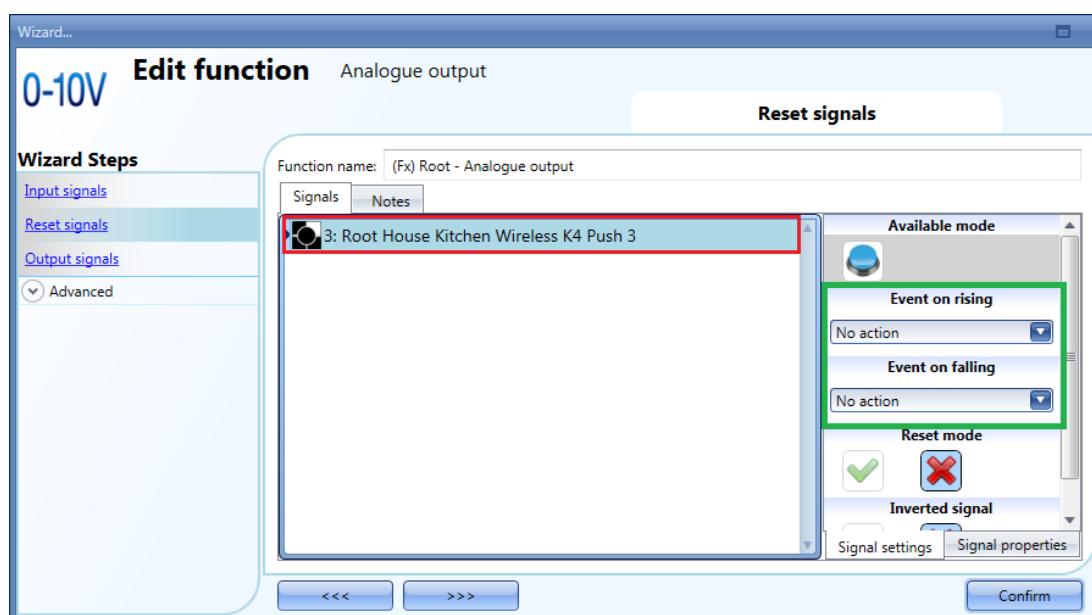 Wizard...
0-10V
Edit function
Analogue output
Reset signals
Wizard Steps
Input signals
Reset signals
Output signals
Advanced
Function name: (Fx) Root - Analogue output
Signals
Notes
3: Root House Kitchen Wireless K4 Push 3
Available mode
Event on rising
No action
Event on falling
No action
Reset mode
Inverted signal
Signal settings
Signal properties
<<<
>>>
Confirm